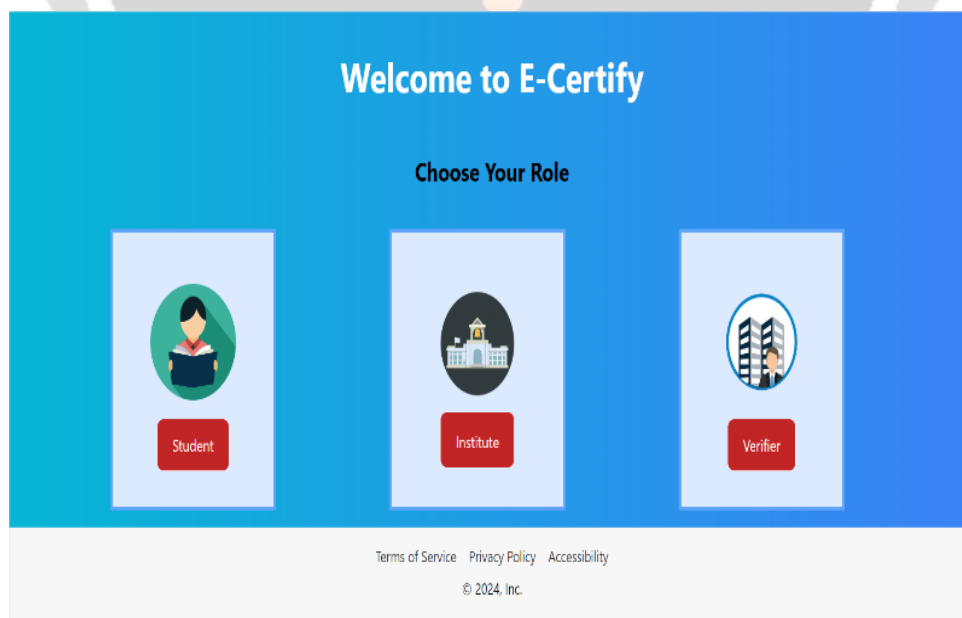 Welcome to E-Certify
Choose Your Role
Student
Institute
Verifier
Terms of Service Privacy Policy Accessibility
© 2024, Inc.